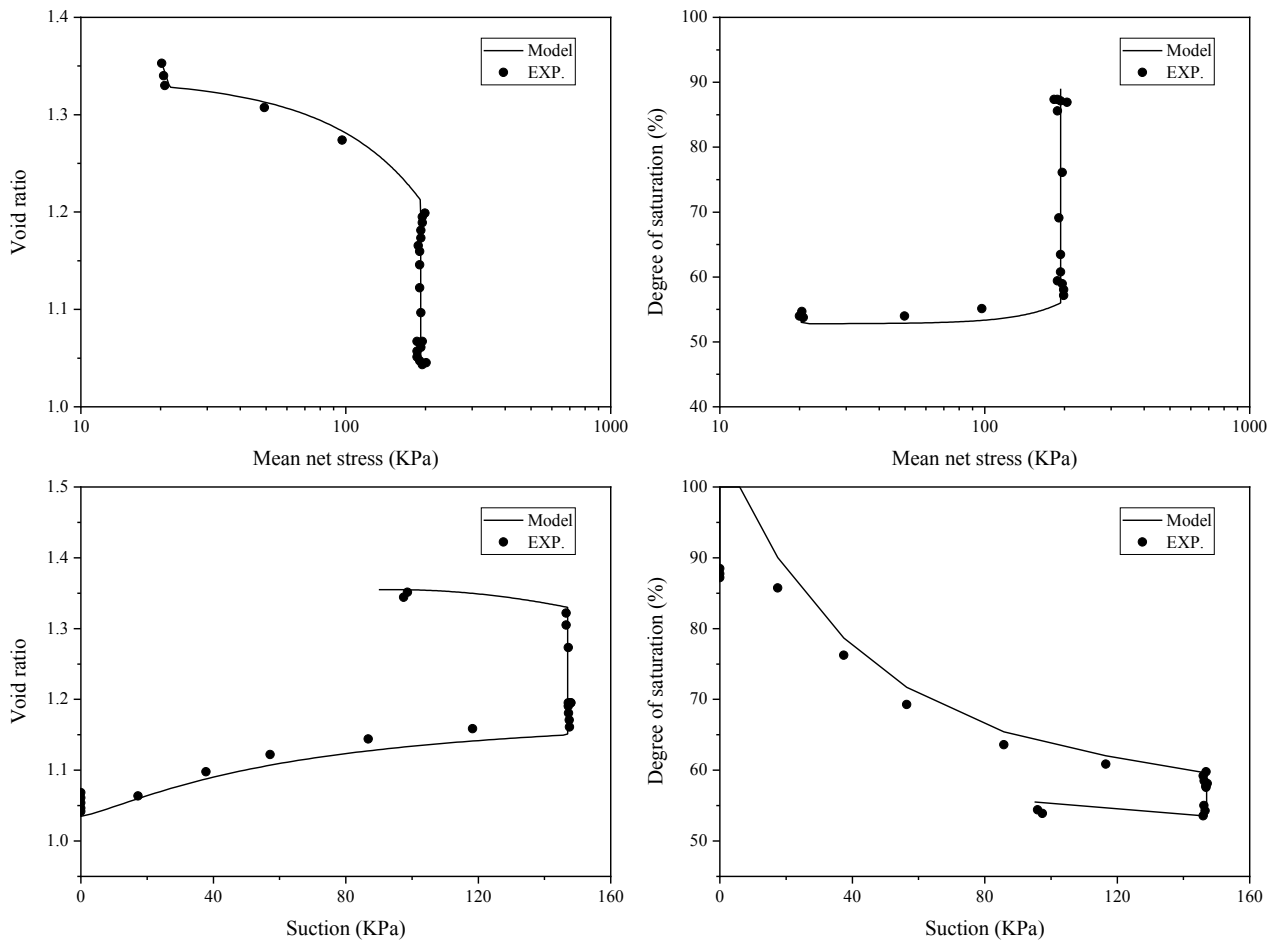 1.4
1.3
1.2
1.1
1.0
10
100
1000
Void ratio
Mean net stress (KPa)
Model
EXP.
100
90
80
70
60
50
40
10
100
1000
Degree of saturation (%)
Mean net stress (KPa)
Model
EXP.
1.5
1.4
1.3
1.2
1.1
1.0
0
40
80
120
160
Void ratio
Suction (KPa)
Model
EXP.
100
90
80
70
60
50
0
40
80
120
160
Degree of saturation (%)
Suction (KPa)
Model
EXP.